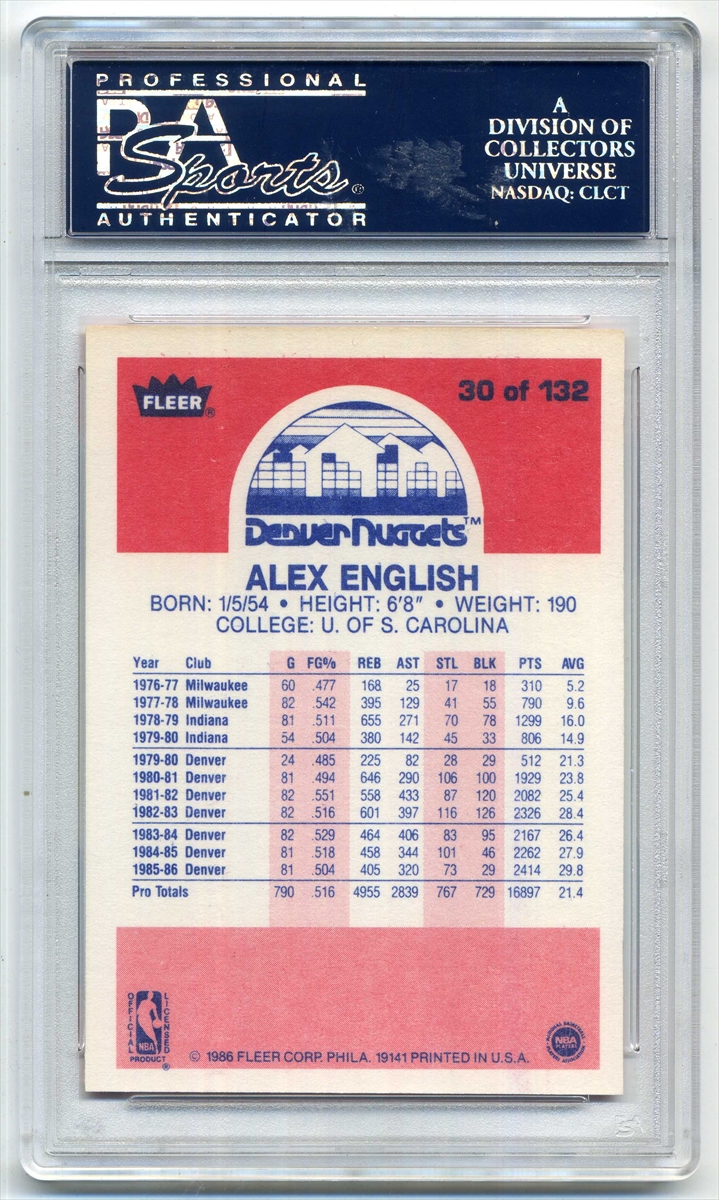 PROFESSIONAL
PSA
Sports®
AUTHENTICATOR
A
DIVISION OF
COLLECTORS
UNIVERSE
NASDAQ: CLCT
FLEER®
30 of 132
Denver Nuggets™
ALEX ENGLISH
BORN: 1/5/54 • HEIGHT: 6'8" • WEIGHT: 190
COLLEGE: U. OF S. CAROLINA
Year Club G FG% REB AST STL BLK PTS AVG
1976-77 Milwaukee 60 .477 168 25 17 18 310 5.2
1977-78 Milwaukee 82 .542 395 129 41 55 790 9.6
1978-79 Indiana 81 .511 655 271 70 78 1299 16.0
1979-80 Indiana 54 .504 380 142 45 33 806 14.9
1979-80 Denver 24 .485 225 82 28 29 512 21.3
1980-81 Denver 81 .494 646 290 106 100 1929 23.8
1981-82 Denver 82 .551 558 433 87 120 2082 25.4
1982-83 Denver 82 .516 601 397 116 126 2326 28.4
1983-84 Denver 82 .529 464 406 83 95 2167 26.4
1984-85 Denver 81 .518 458 344 101 46 2262 27.9
1985-86 Denver 81 .504 405 320 73 29 2414 29.8
Pro Totals 790 .516 4955 2839 767 729 16897 21.4
OFFICIAL LICENSED
NBA
PRODUCT ®
© 1986 FLEER CORP. PHILA. 19141 PRINTED IN U.S.A.
NATIONAL BASKETBALL
NBA
PLAYERS
ASSOCIATION